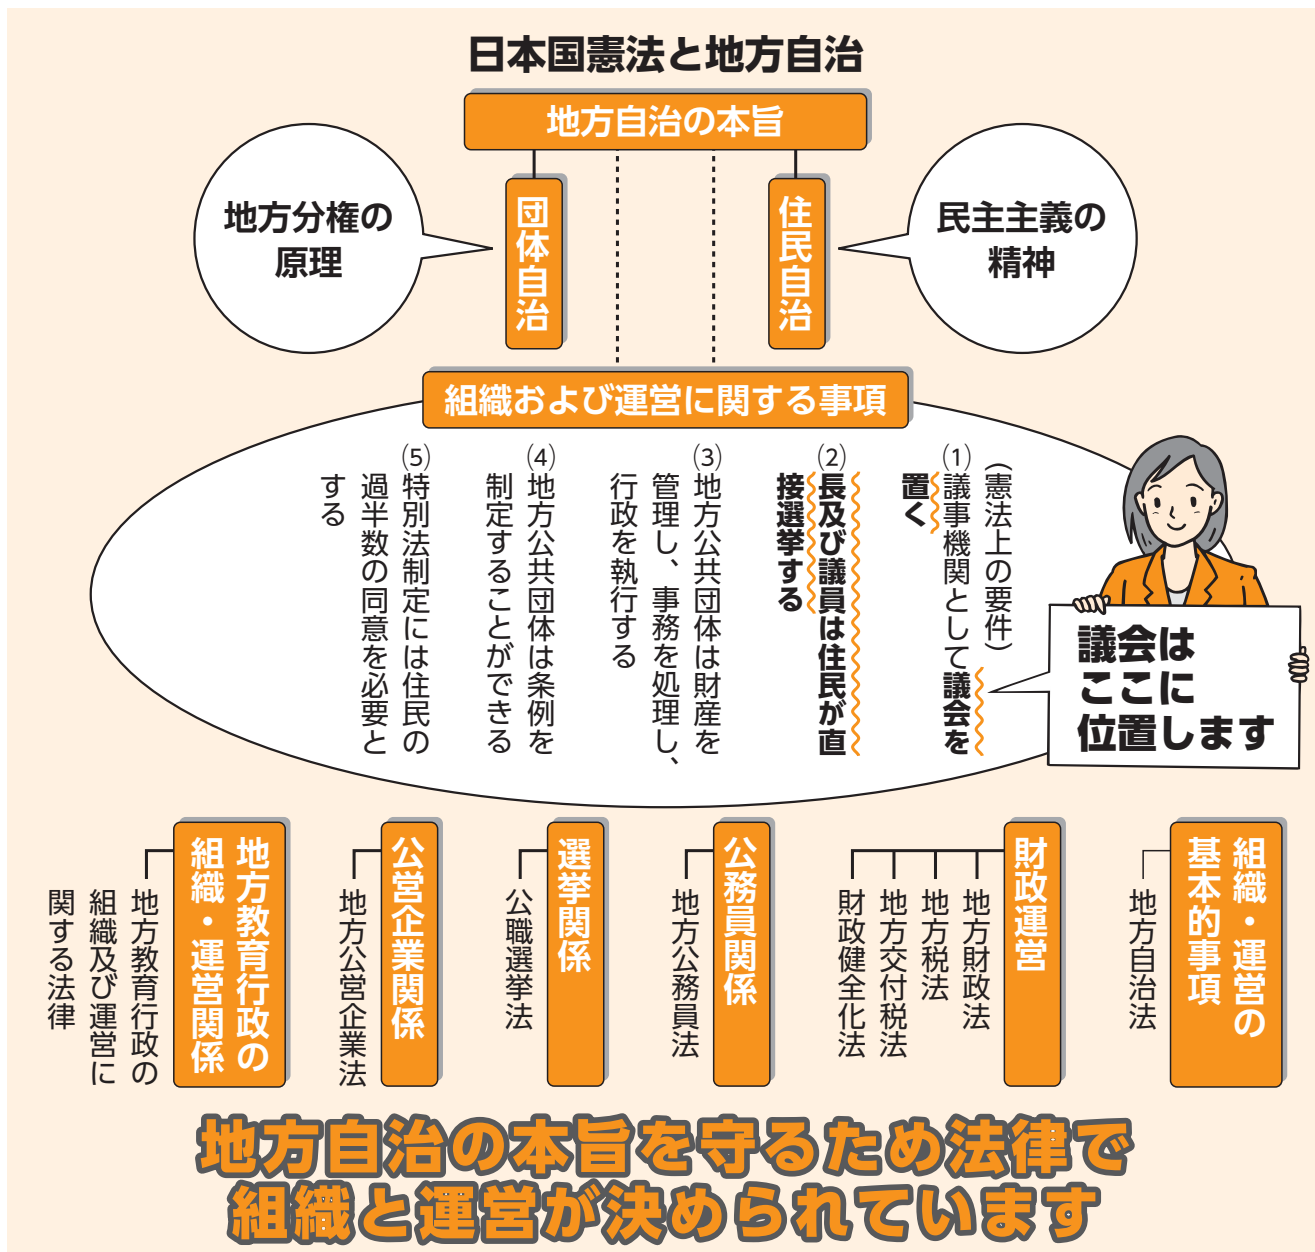 日本国憲法と地方自治
地方自治の本旨
地方分権の
原理
団体自治
住民自治
民主主義の
精神
組織および運営に関する事項
(憲法上の要件)
(1)議事機関として議会を
置く
(2)長及び議員は住民が直
接選挙する
(3)地方公共団体は財産を
管理し、事務を処理し、
行政を執行する
(4)地方公共団体は条例を
制定することができる
(5)特別法制定には住民の
過半数の同意を必要と
する
議会は
ここに
位置します
組織・運営の
基本的事項
地方自治法
財政運営
地方財政法
地方税法
地方交付税法
財政健全化法
公務員関係
地方公務員法
選挙関係
公職選挙法
公営企業関係
地方公営企業法
地方教育行政の
組織・運営関係
地方教育行政の
組織及び運営に
関する法律
地方自治の本旨を守るため法律で
組織と運営が決められています